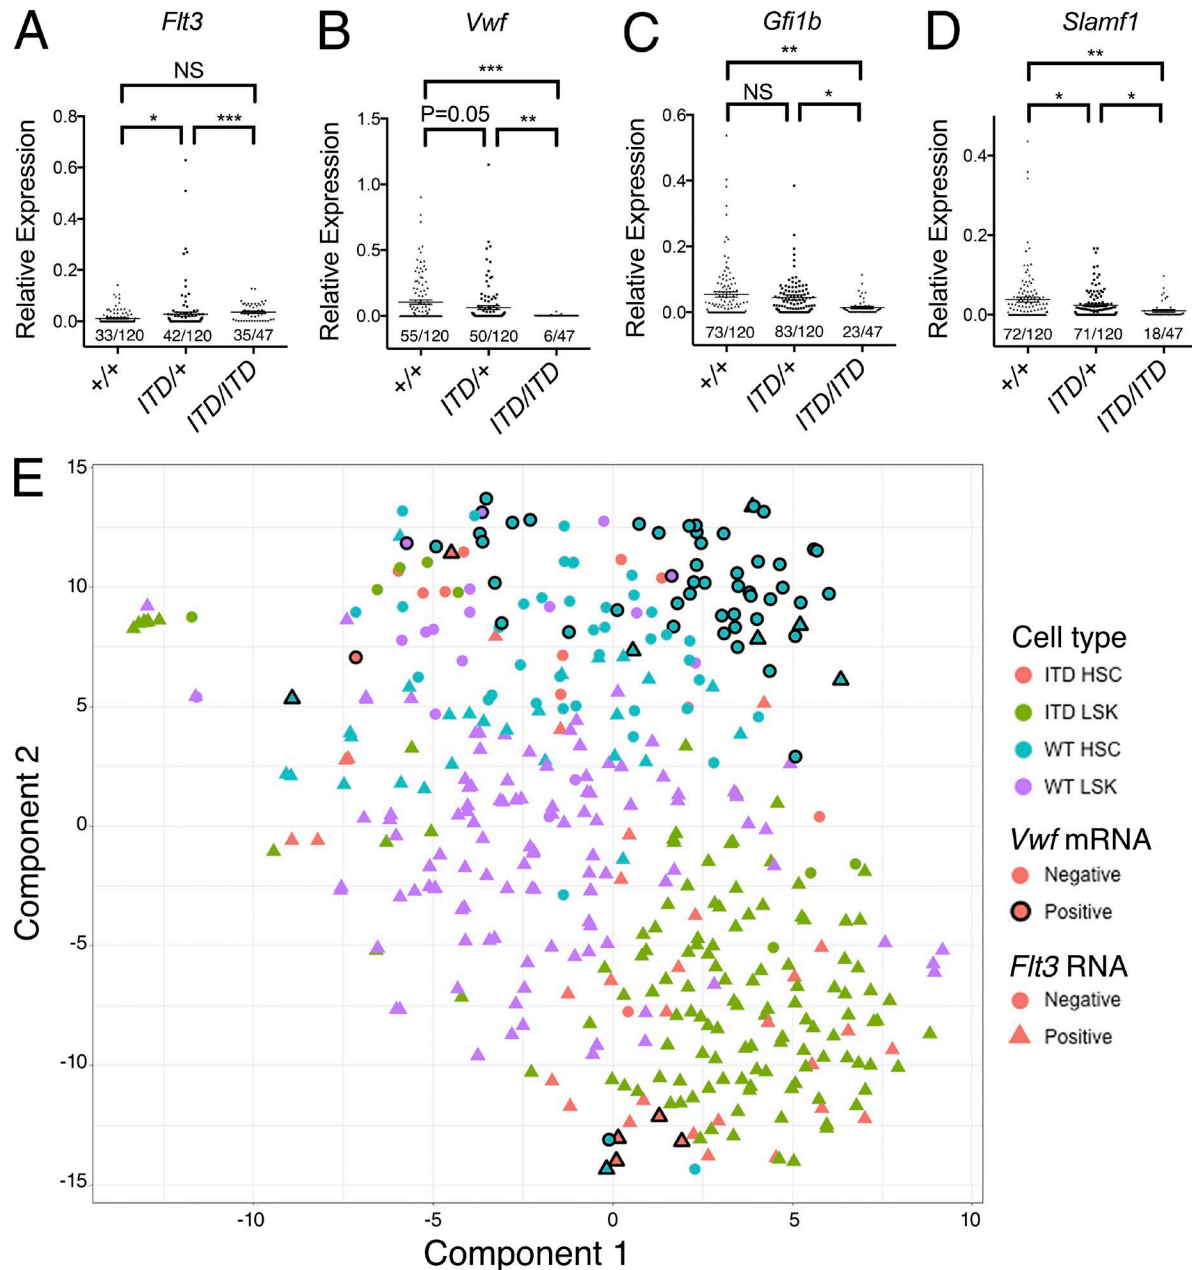 A
Flt3
NS
*
***
Relative Expression
0.8
0.6
0.4
0.2
0.0
33/120 42/120 35/47
+/+ ITD/+ ITD/ITD
B
Vwf
***
P=0.05
**
Relative Expression
1.5
1.0
0.5
0.0
55/120 50/120 6/47
+/+ ITD/+ ITD/ITD
C
Gfi1b
**
NS
*
Relative Expression
0.6
0.4
0.2
0.0
73/120 83/120 23/47
+/+ ITD/+ ITD/ITD
D
Slamf1
**
*
*
Relative Expression
0.4
0.2
0.0
72/120 71/120 18/47
+/+ ITD/+ ITD/ITD
E
Component 2
15
10
5
0
-5
-10
-15
-10 -5 0 5 10
Component 1
Cell type
ITD HSC
ITD LSK
WT HSC
WT LSK
Vwf mRNA
Negative
Positive
Flt3 RNA
Negative
Positive